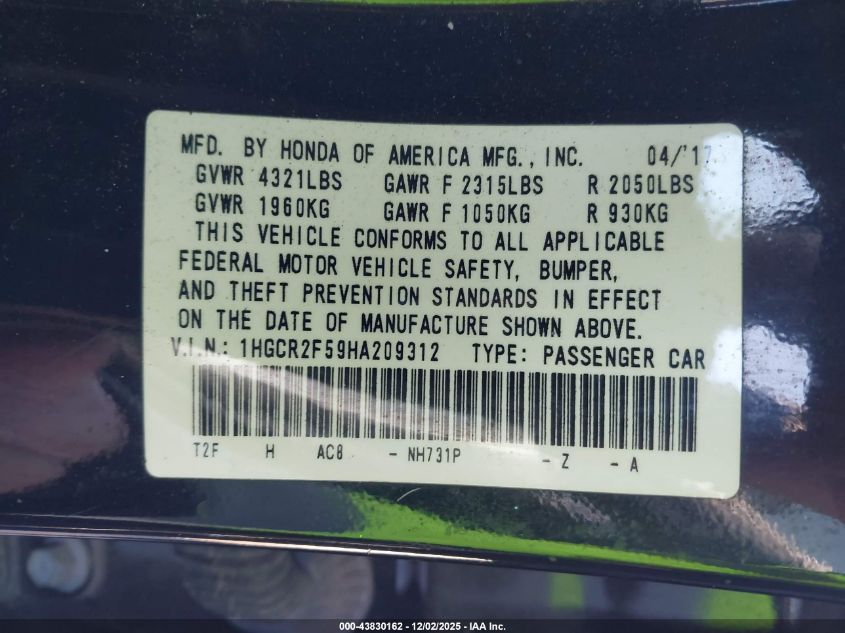 MFD. BY HONDA OF AMERICA MFG., INC. 04/'17
GVWR 4321LBS GAWR F 2315LBS R 2050LBS
GVWR 1960KG GAWR F 1050KG R 930KG
THIS VEHICLE CONFORMS TO ALL APPLICABLE
FEDERAL MOTOR VEHICLE SAFETY, BUMPER,
AND THEFT PREVENTION STANDARDS IN EFFECT
ON THE DATE OF MANUFACTURE SHOWN ABOVE.
V.I.N.: 1HGCR2F59HA209312 TYPE: PASSENGER CAR
T2F H AC8 - NH731P - Z - A
000-43830162 - 12/02/2025 - IAA Inc.